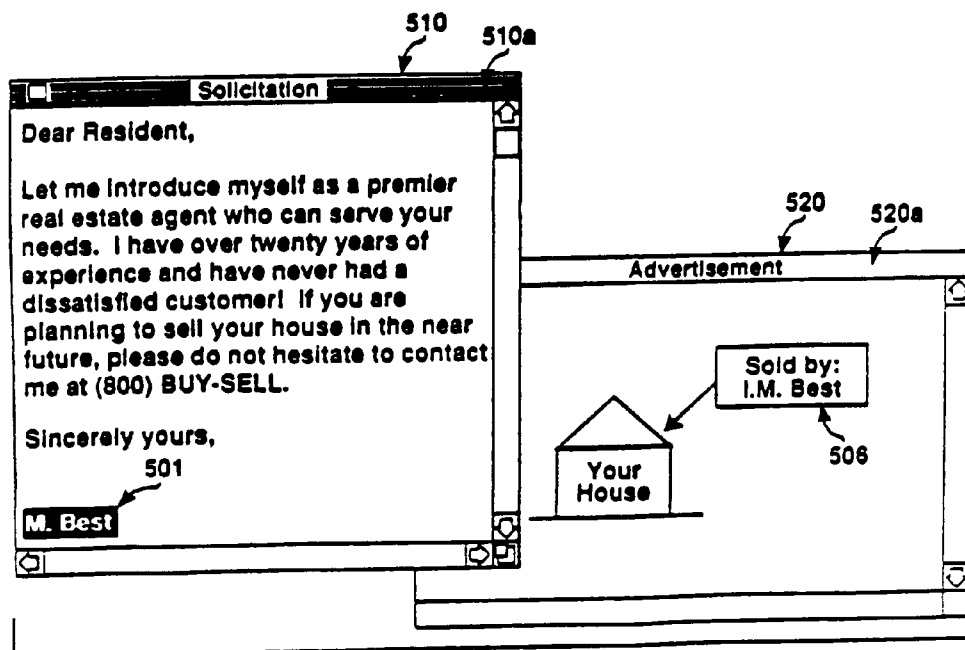 510
510a
Solicitation
Dear Resident,
Let me introduce myself as a premier
real estate agent who can serve your
needs. I have over twenty years of
experience and have never had a
dissatisfied customer! If you are
planning to sell your house in the near
future, please do not hesitate to contact
me at (800) BUY-SELL.
Sincerely yours,
501
M. Best
520
520a
Advertisement
Sold by:
I.M. Best
506
Your
House